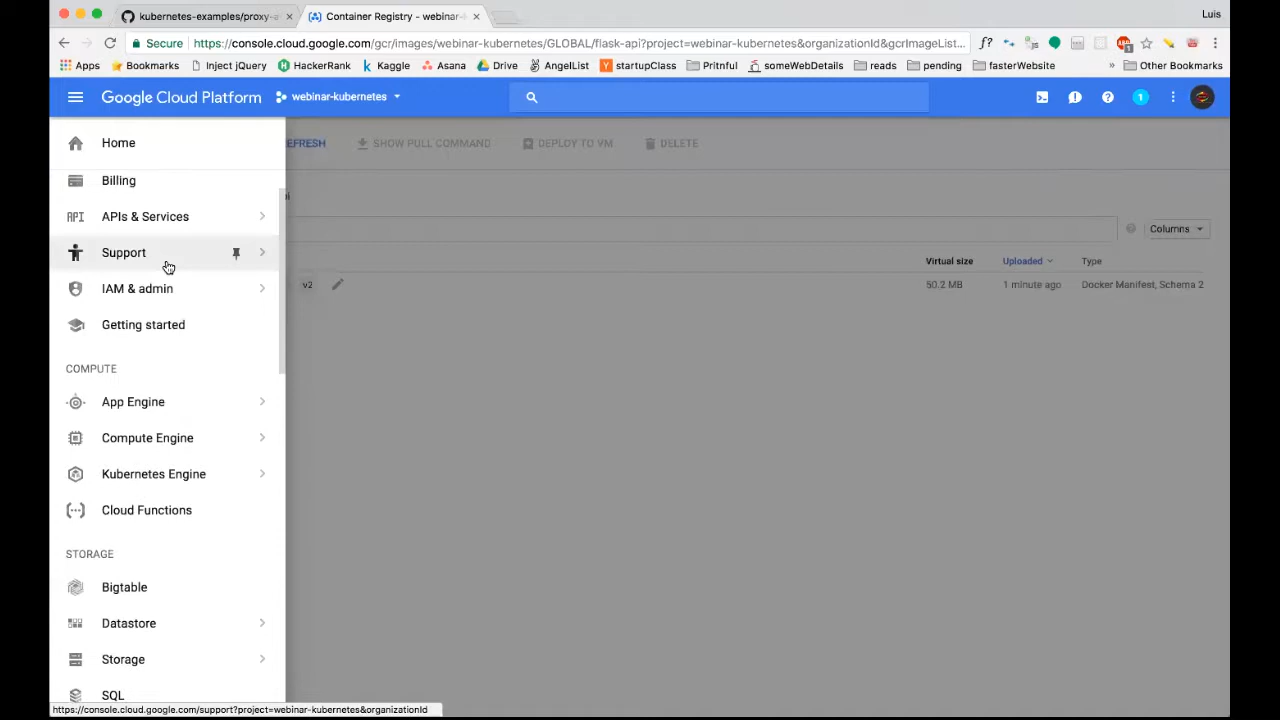 kubernetes-examples/proxy-a
Container Registry - webinar-k
Luis
Secure
https://console.cloud.google.com/gcr/images/webinar-kubernetes/GLOBAL/flask-api?project=webinar-kubernetes&organizationId&gcrImageList...
Apps
Bookmarks
Inject jQuery
HackerRank
Kaggle
Asana
Drive
AngelList
startupClass
Pritnful
someWebDetails
reads
pending
fasterWebsite
»
Other Bookmarks
Google Cloud Platform
webinar-kubernetes
1
Home
EFRESH
SHOW PULL COMMAND
DEPLOY TO VM
DELETE
Billing
pi
API
APIs & Services
Columns
Support
Virtual size
Uploaded
Type
v2
50.2 MB
1 minute ago
Docker Manifest, Schema 2
IAM & admin
Getting started
COMPUTE
App Engine
Compute Engine
Kubernetes Engine
Cloud Functions
STORAGE
Bigtable
Datastore
Storage
SQL
https://console.cloud.google.com/support?project=webinar-kubernetes&organizationId